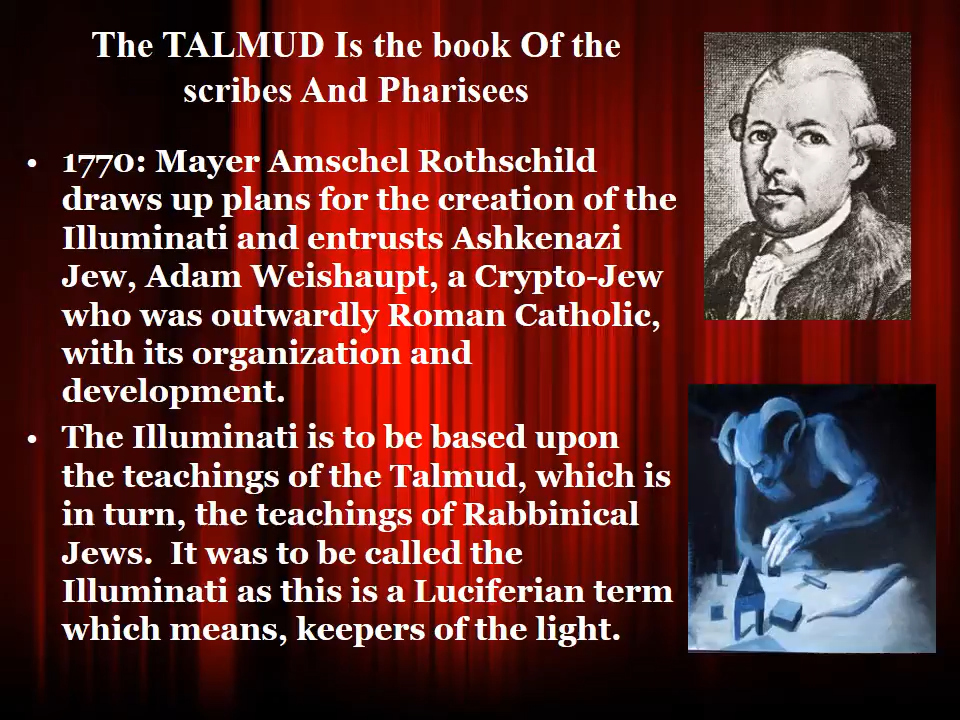 The TALMUD Is the book Of the
scribes And Pharisees
• 1770: Mayer Amschel Rothschild
draws up plans for the creation of the
Illuminati and entrusts Ashkenazi
Jew, Adam Weishaupt, a Crypto-Jew
who was outwardly Roman Catholic,
with its organization and
development.
• The Illuminati is to be based upon
the teachings of the Talmud, which is
in turn, the teachings of Rabbinical
Jews. It was to be called the
Illuminati as this is a Luciferian term
which means, keepers of the light.